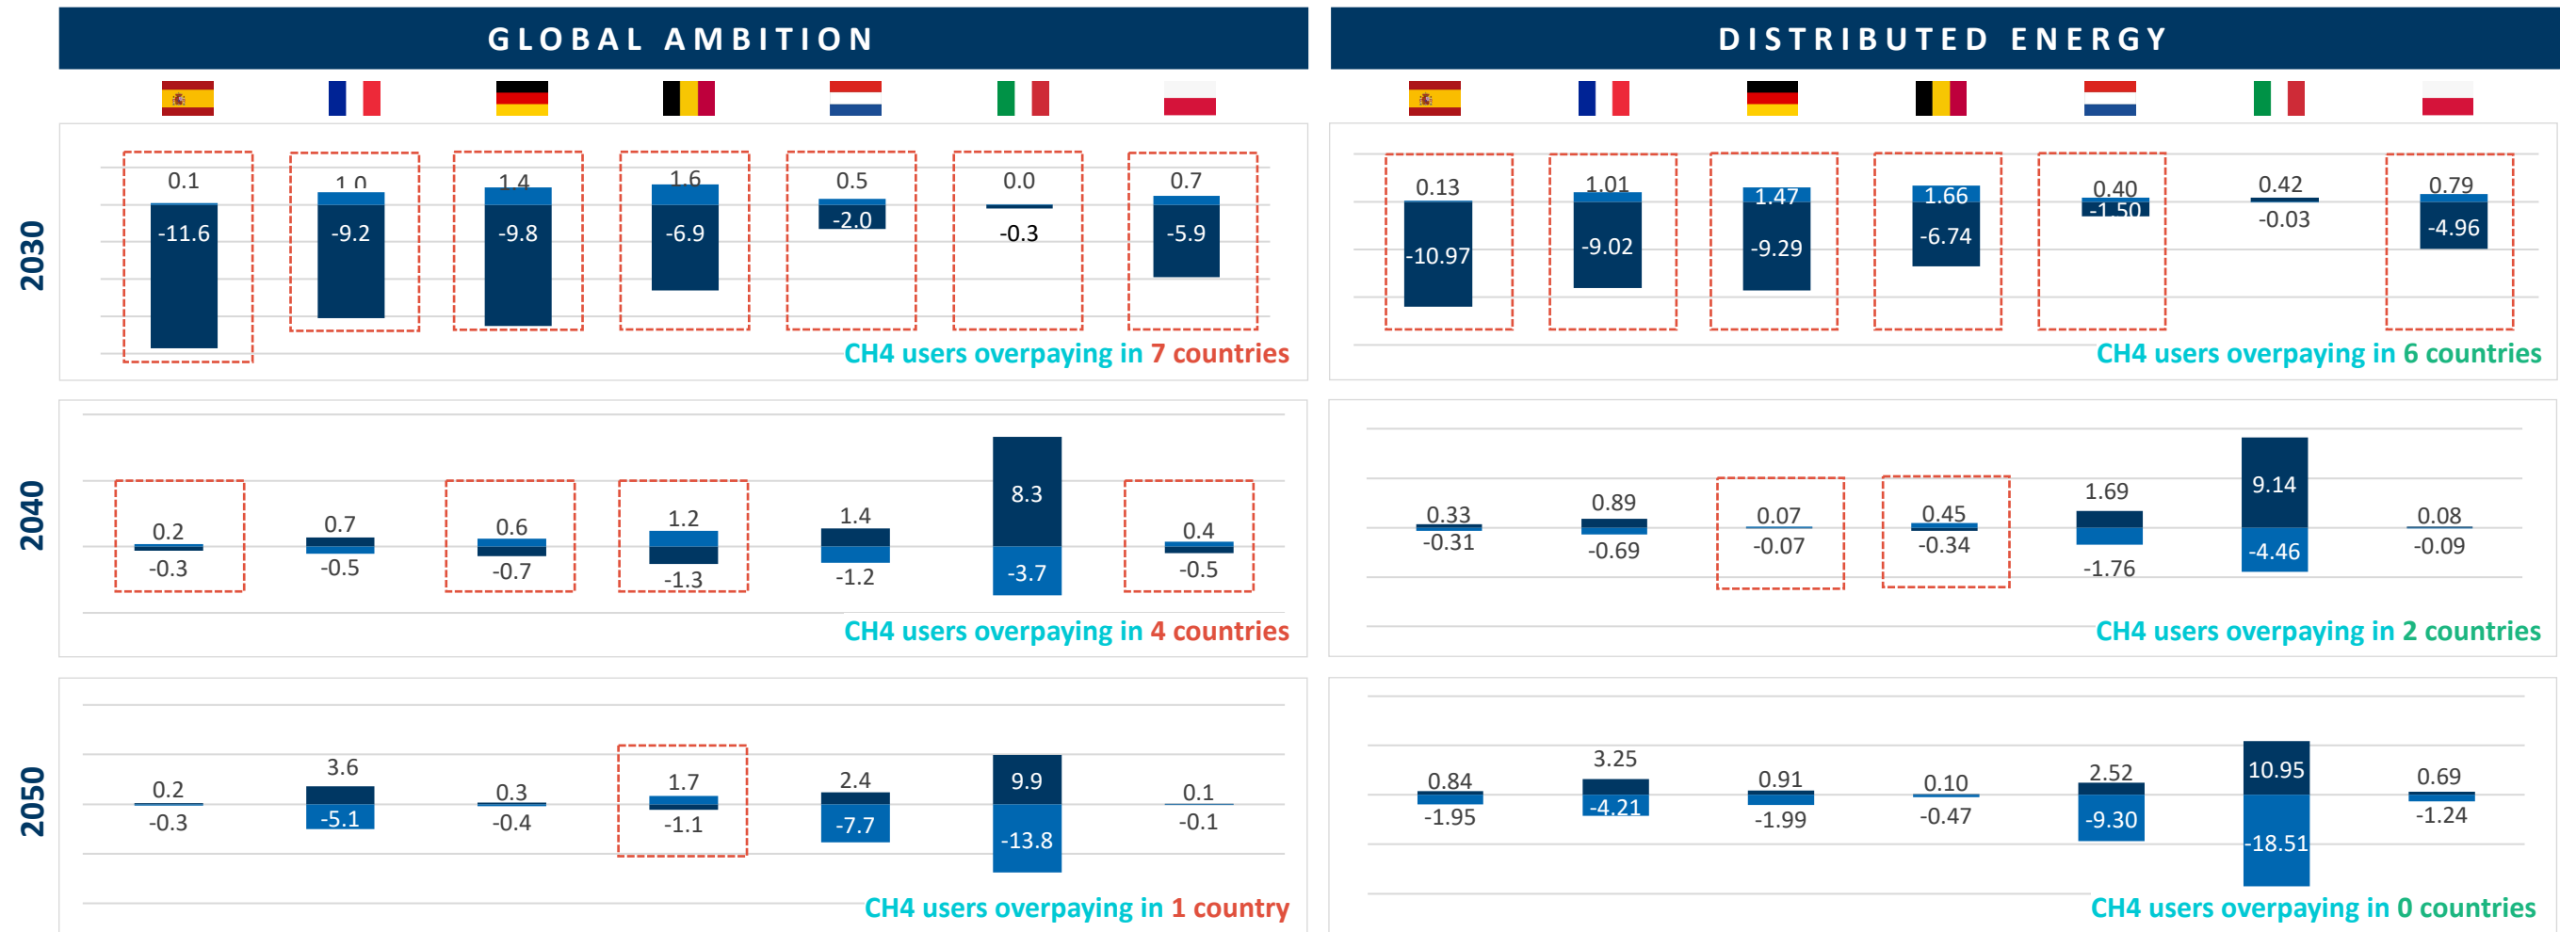 GLOBAL AMBITION
DISTRIBUTED ENERGY
2030
0.1 1.0 1.4 1.6 0.5 0.0 0.7
-11.6 -9.2 -9.8 -6.9 -2.0 -0.3 -5.9
CH4 users overpaying in 7 countries
0.13 1.01 1.47 1.66 0.40 0.42 0.79
-10.97 -9.02 -9.29 -6.74 -1.50 -0.03 -4.96
CH4 users overpaying in 6 countries
2040
0.2 0.7 0.6 1.2 1.4 8.3 0.4
-0.3 -0.5 -0.7 -1.3 -1.2 -3.7 -0.5
CH4 users overpaying in 4 countries
0.33 0.89 0.07 0.45 1.69 9.14 0.08
-0.31 -0.69 -0.07 -0.34 -1.76 -4.46 -0.09
CH4 users overpaying in 2 countries
2050
0.2 3.6 0.3 1.7 2.4 9.9 0.1
-0.3 -5.1 -0.4 -1.1 -7.7 -13.8 -0.1
CH4 users overpaying in 1 country
0.84 3.25 0.91 0.10 2.52 10.95 0.69
-1.95 -4.21 -1.99 -0.47 -9.30 -18.51 -1.24
CH4 users overpaying in 0 countries